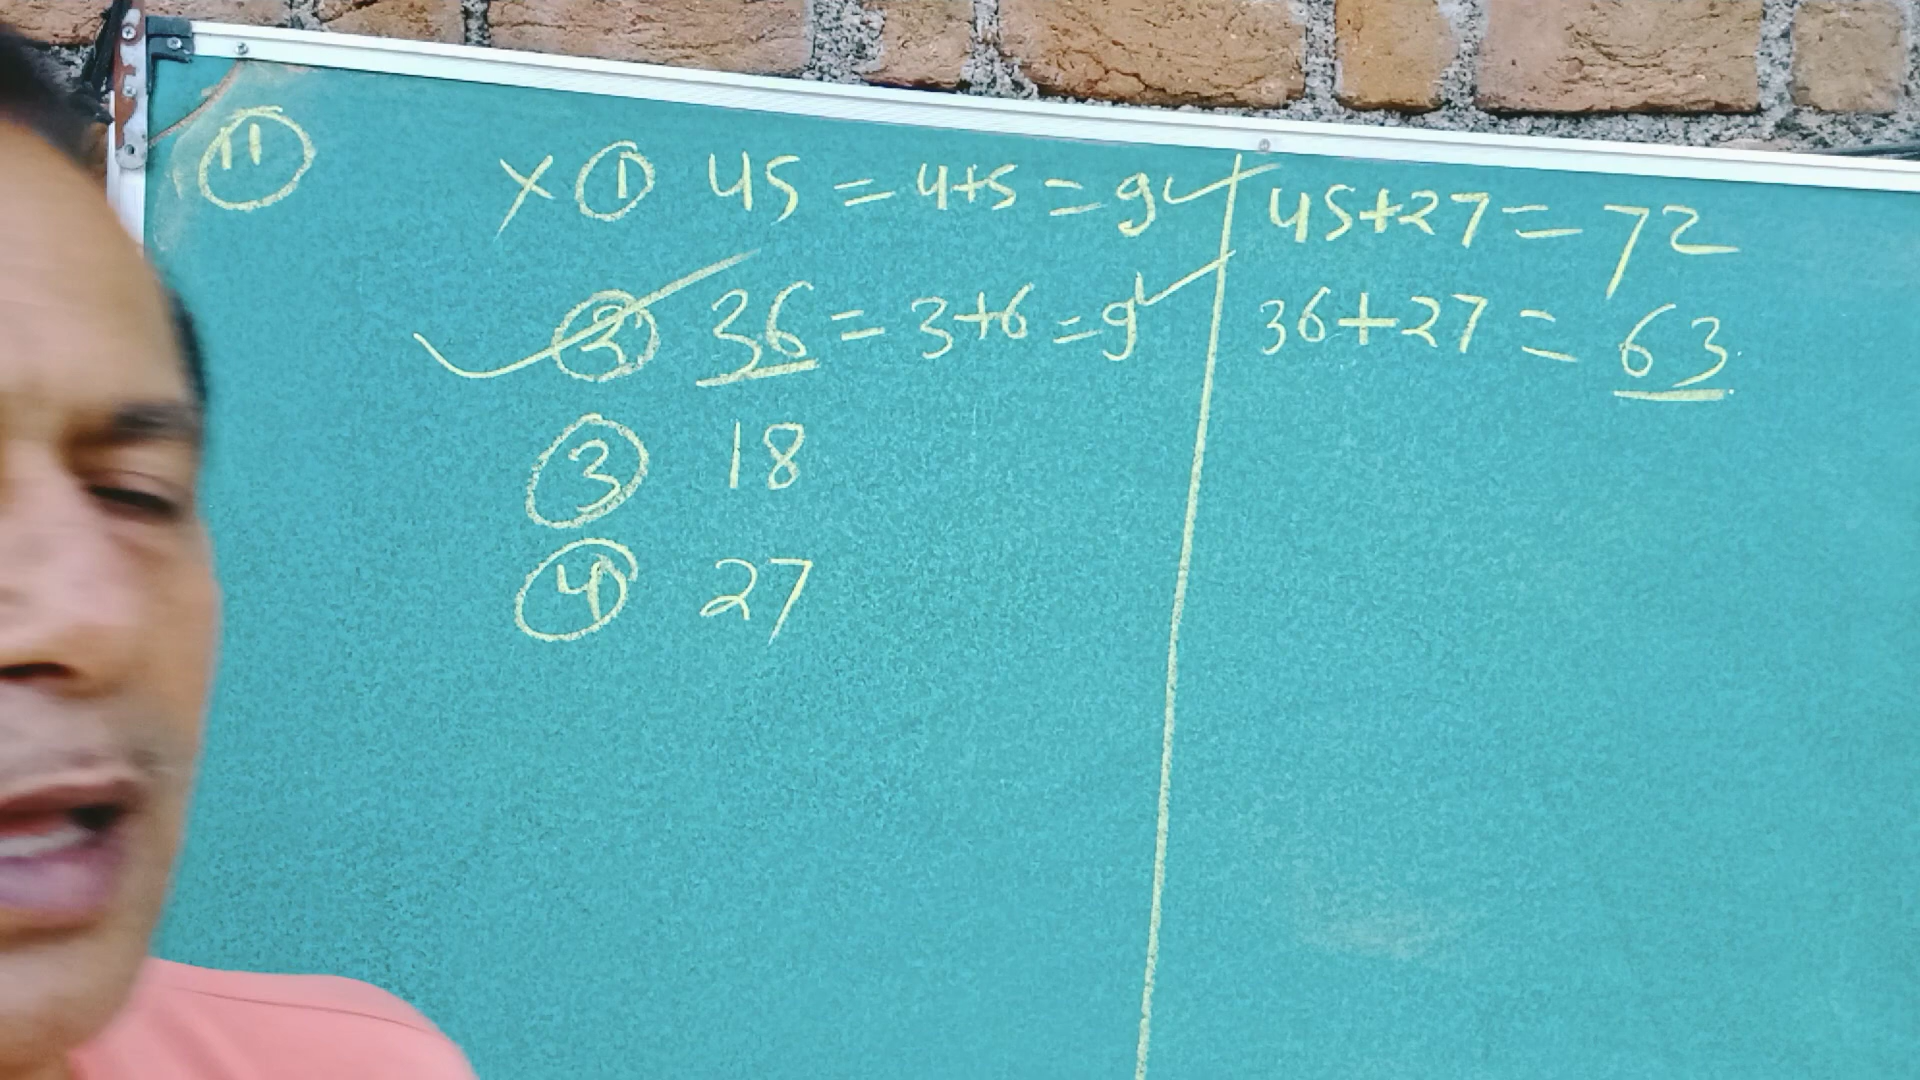 11
× 1 45 = 4+5 = 9 ✓ 45+27 = 72
✓ 2 36 = 3+6 = 9 ✓ 36+27 = 63
3 18
4 27